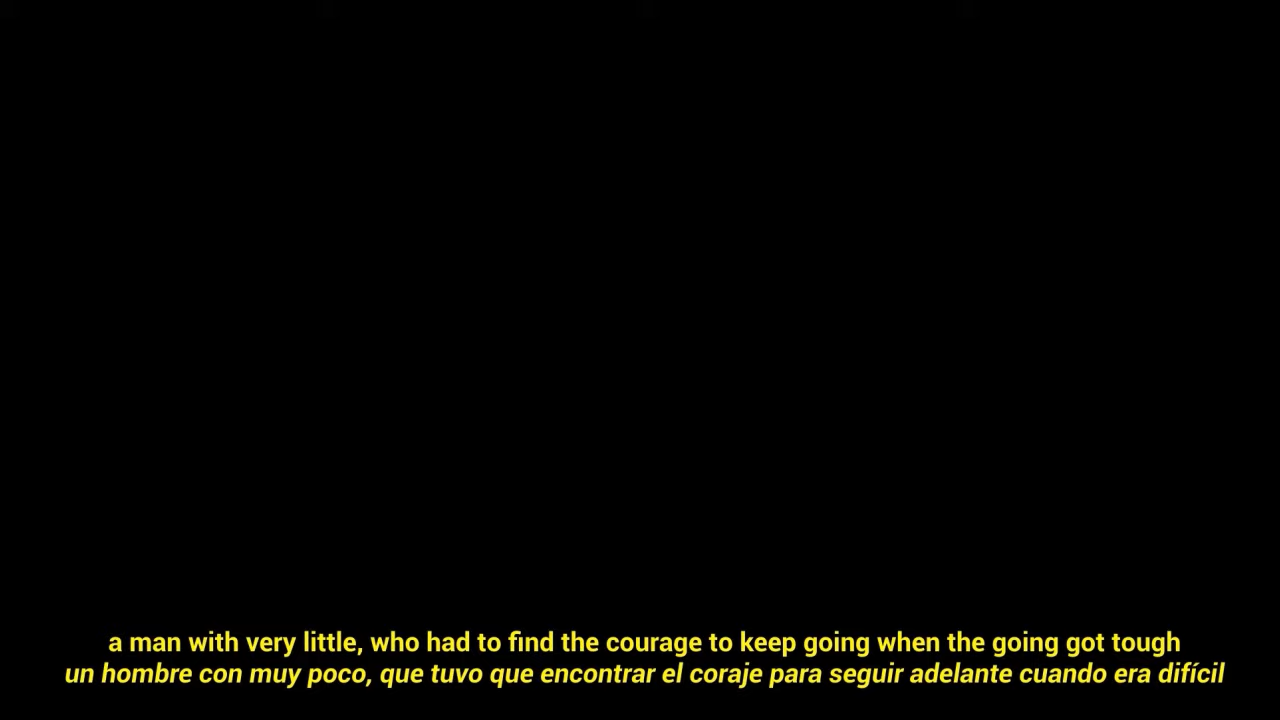 a man with very little, who had to find the courage to keep going when the going got tough
un hombre con muy poco, que tuvo que encontrar el coraje para seguir adelante cuando era difícil